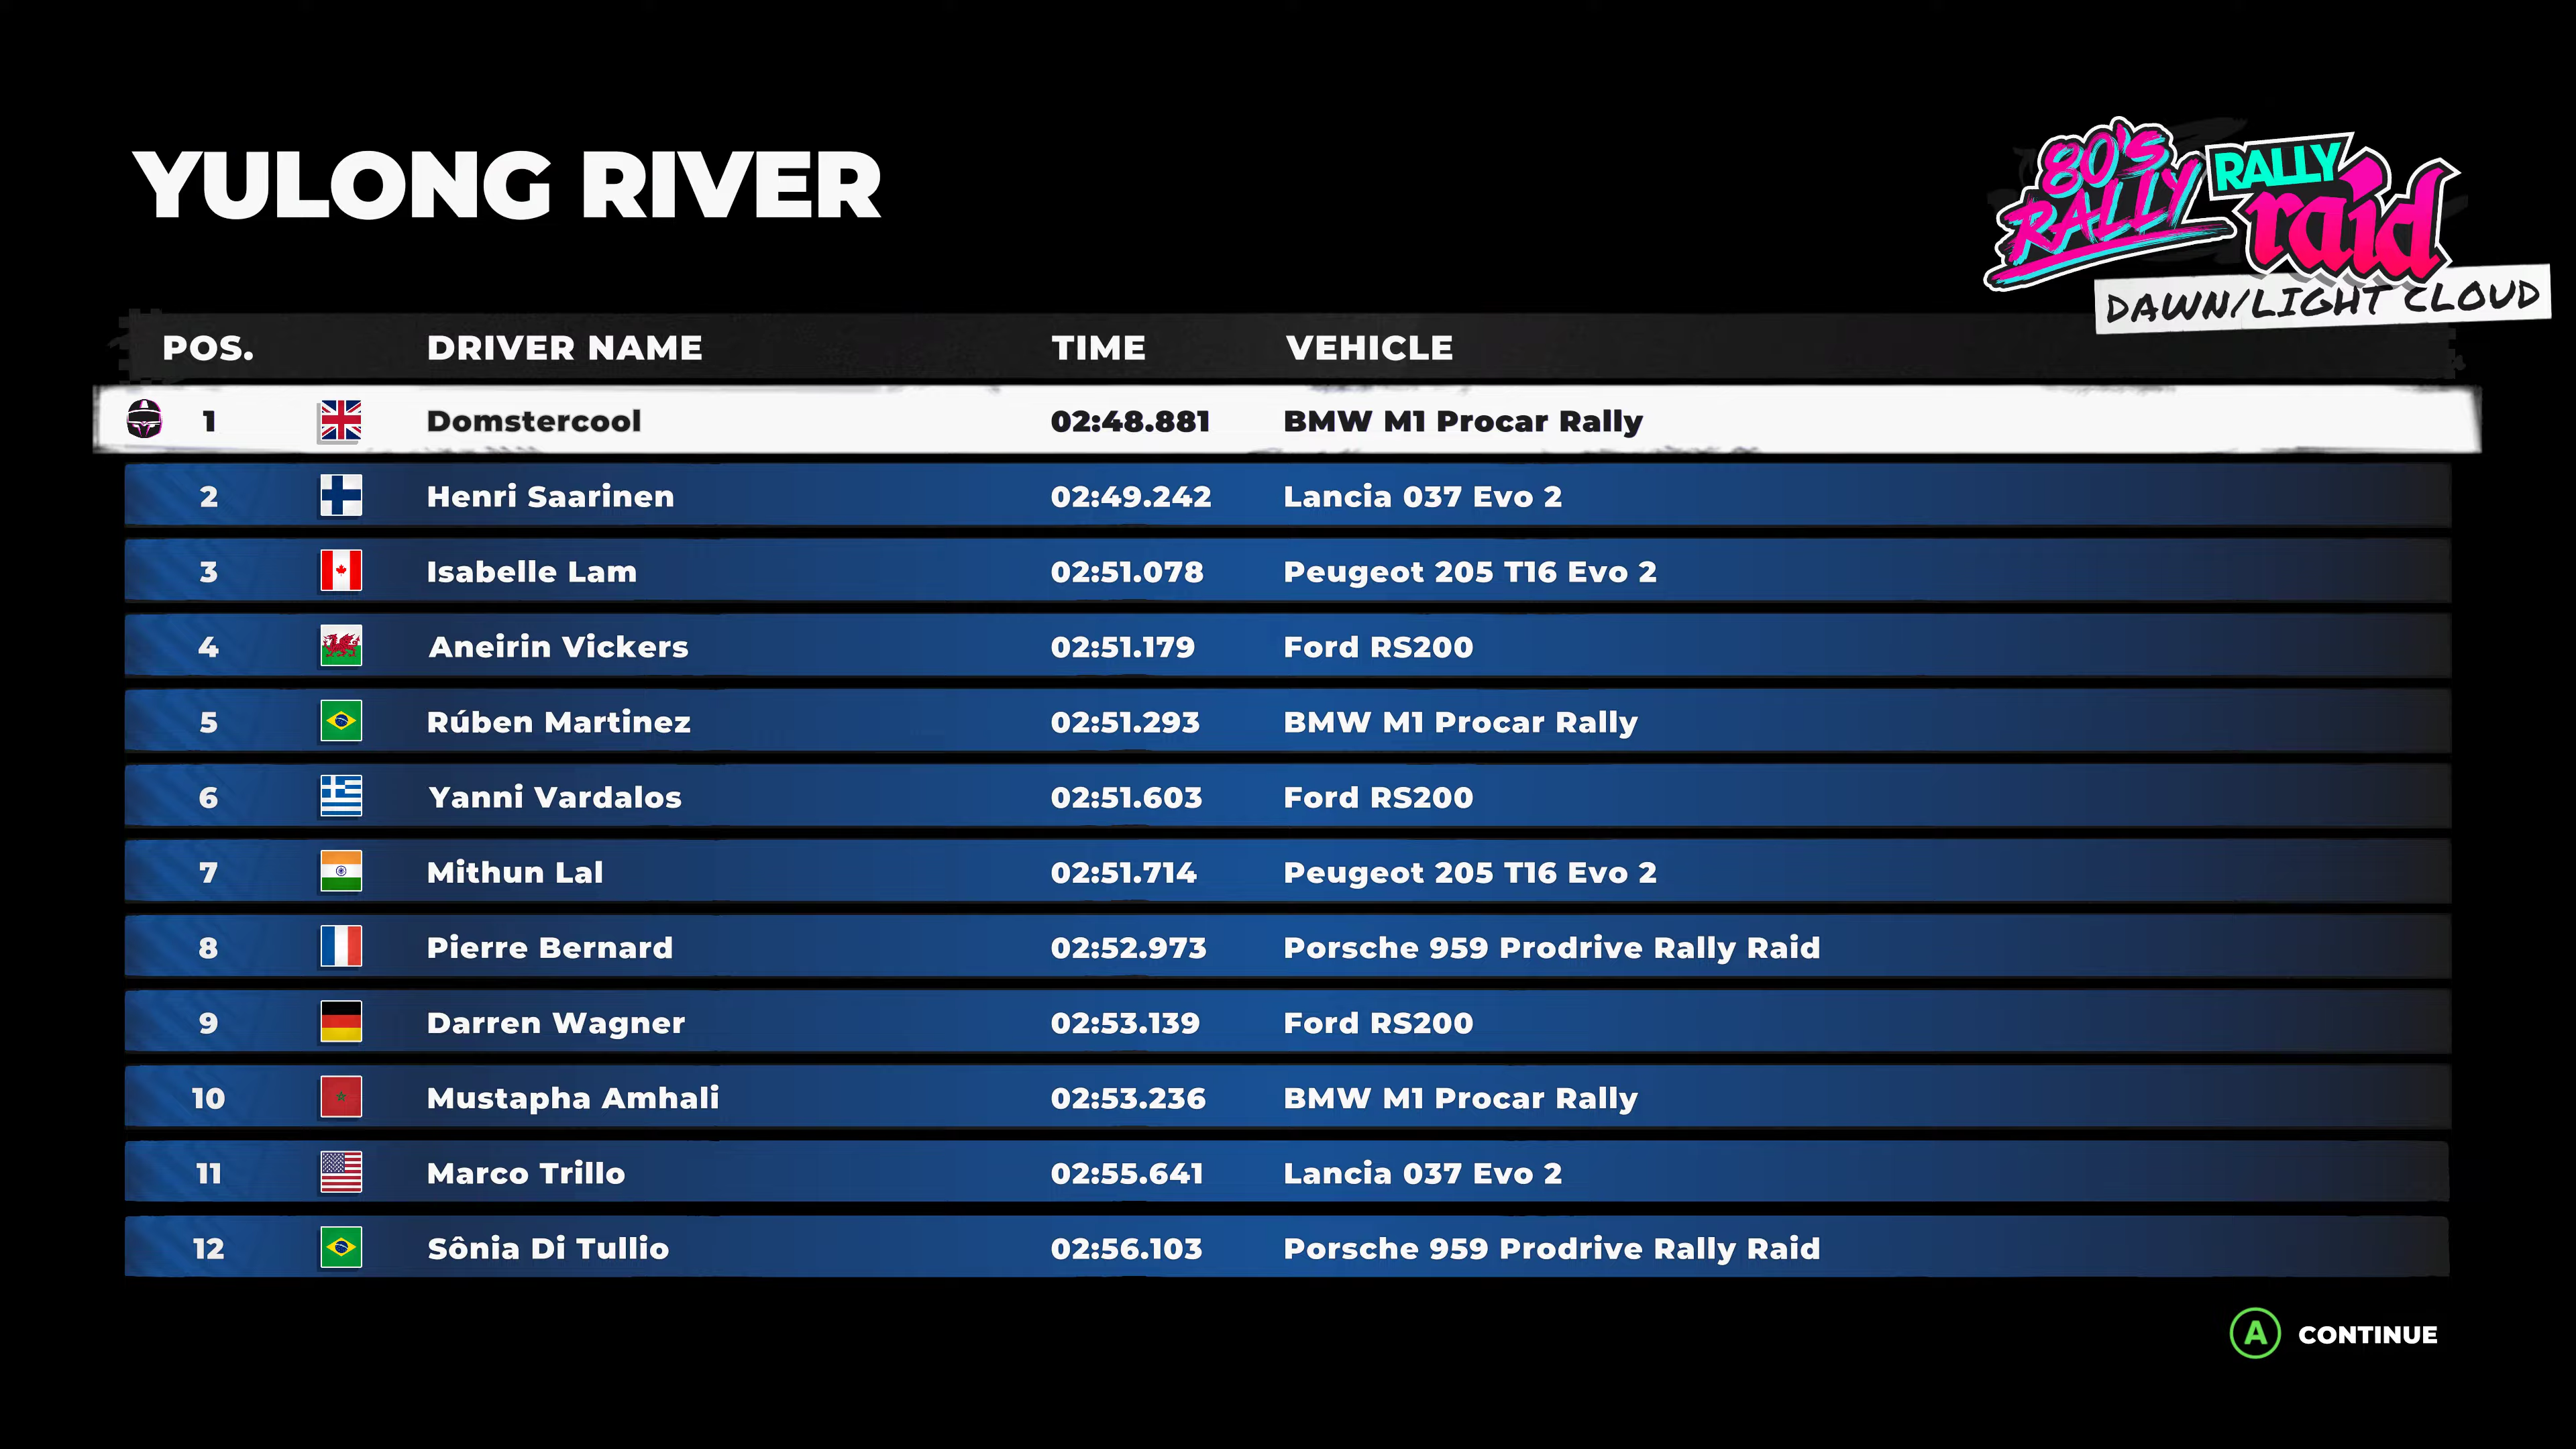 YULONG RIVER
80's RALLY
RALLY raid
DAWN/LIGHT CLOUD
POS. DRIVER NAME TIME VEHICLE
1 Domstercool 02:48.881 BMW M1 Procar Rally
2 Henri Saarinen 02:49.242 Lancia 037 Evo 2
3 Isabelle Lam 02:51.078 Peugeot 205 T16 Evo 2
4 Aneirin Vickers 02:51.179 Ford RS200
5 Rúben Martinez 02:51.293 BMW M1 Procar Rally
6 Yanni Vardalos 02:51.603 Ford RS200
7 Mithun Lal 02:51.714 Peugeot 205 T16 Evo 2
8 Pierre Bernard 02:52.973 Porsche 959 Prodrive Rally Raid
9 Darren Wagner 02:53.139 Ford RS200
10 Mustapha Amhali 02:53.236 BMW M1 Procar Rally
11 Marco Trillo 02:55.641 Lancia 037 Evo 2
12 Sônia Di Tullio 02:56.103 Porsche 959 Prodrive Rally Raid
A CONTINUE